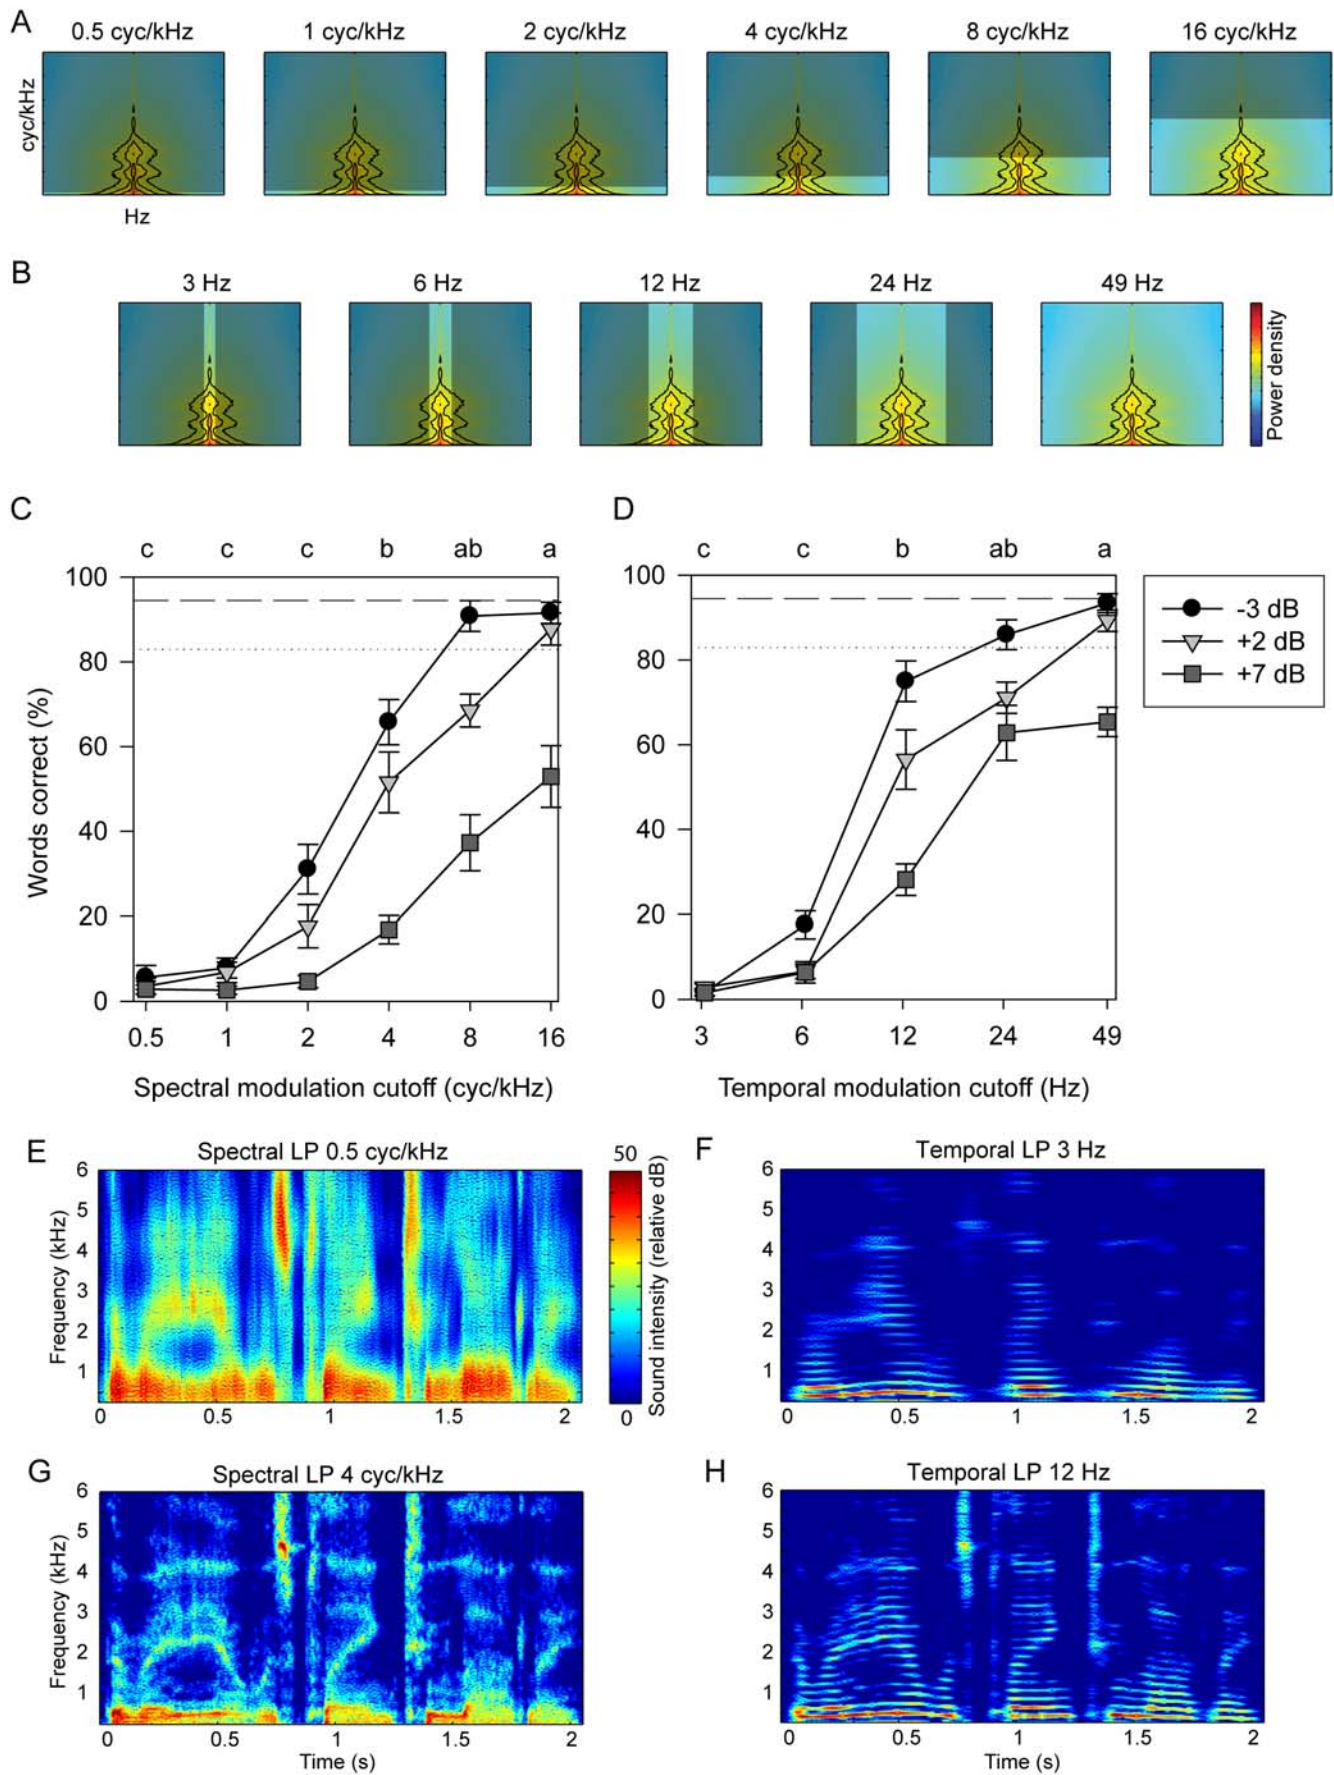 A
0.5 cyc/kHz 1 cyc/kHz 2 cyc/kHz 4 cyc/kHz 8 cyc/kHz 16 cyc/kHz
cyc/kHz
Hz
B
3 Hz 6 Hz 12 Hz 24 Hz 49 Hz
Power density
C
c c c b ab a
100
80
60
40
20
0
Words correct (%)
0.5 1 2 4 8 16
Spectral modulation cutoff (cyc/kHz)
D
c c b ab a
100
80
60
40
20
0
3 6 12 24 49
Temporal modulation cutoff (Hz)
-3 dB
+2 dB
+7 dB
E
Spectral LP 0.5 cyc/kHz
6
5
4
3
2
1
Frequency (kHz)
0 0.5 1 1.5 2
50
0
Sound intensity (relative dB)
F
Temporal LP 3 Hz
6
5
4
3
2
1
0 0.5 1 1.5 2
G
Spectral LP 4 cyc/kHz
6
5
4
3
2
1
Frequency (kHz)
0 0.5 1 1.5 2
Time (s)
H
Temporal LP 12 Hz
6
5
4
3
2
1
0 0.5 1 1.5 2
Time (s)